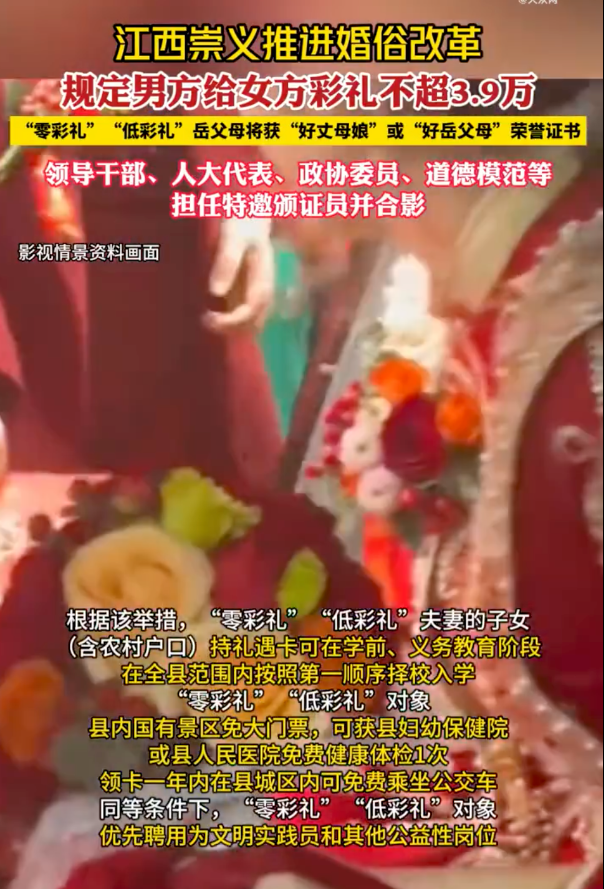 江西崇义推进婚俗改革
规定男方给女方彩礼不超3.9万
“零彩礼” “低彩礼”岳父母将获“好丈母娘”或“好岳父母”荣誉证书
领导干部、人大代表、政协委员、道德模范等
担任特邀颁证员并合影
影视情景资料画面
根据该举措，“零彩礼”“低彩礼”夫妻的子女
（含农村户口）持礼遇卡可在学前、义务教育阶段
在全县范围内按照第一顺序择校入学
“零彩礼”“低彩礼”对象
县内国有景区免大门票，可获县妇幼保健院
或县人民医院免费健康体检1次
领卡一年内在县城区内可免费乘坐公交车
同等条件下，“零彩礼”“低彩礼”对象
优先聘用为文明实践员和其他公益性岗位